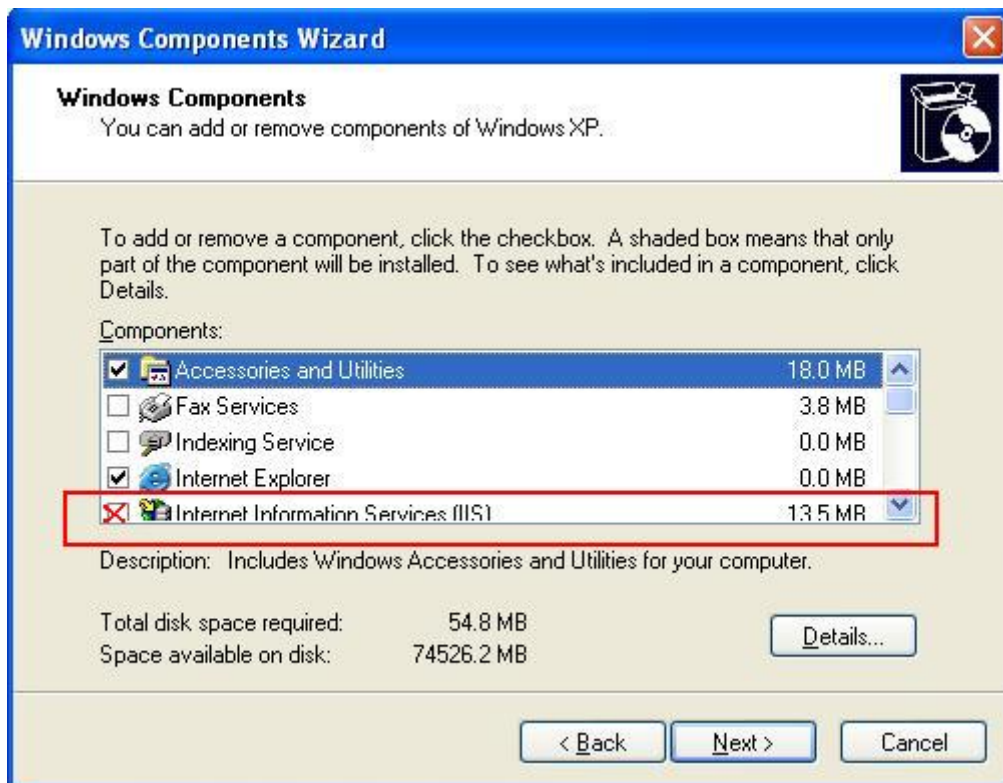 Windows Components Wizard
Windows Components
You can add or remove components of Windows XP.
To add or remove a component, click the checkbox. A shaded box means that only
part of the component will be installed. To see what's included in a component, click
Details.
Components:
Accessories and Utilities 18.0 MB
Fax Services 3.8 MB
Indexing Service 0.0 MB
Internet Explorer 0.0 MB
Internet Information Services (IIS) 13.5 MB
Description: Includes Windows Accessories and Utilities for your computer.
Total disk space required: 54.8 MB
Space available on disk: 74526.2 MB
Details...
< Back Next > Cancel